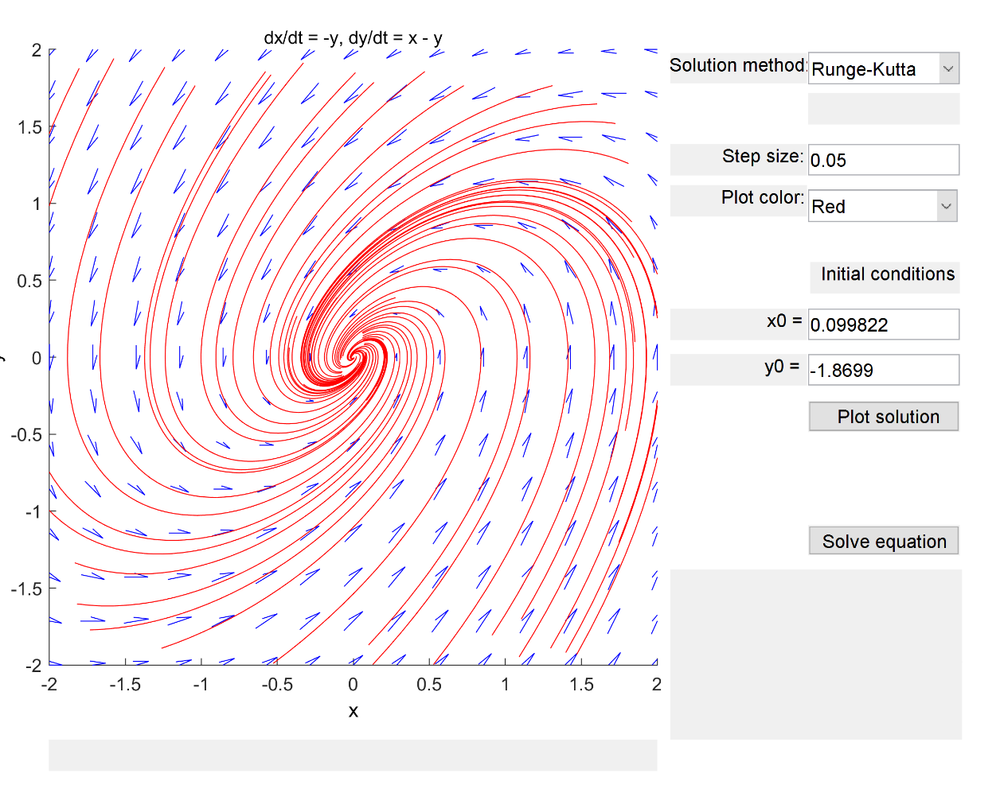 dx/dt = -y, dy/dt = x - y
2
1.5
1
0.5
0
-0.5
-1
-1.5
-2
-2
-1.5
-1
-0.5
0
0.5
1
1.5
2
x
Solution method:
Runge-Kutta
Step size:
0.05
Plot color:
Red
Initial conditions
x0 =
0.099822
y0 =
-1.8699
Plot solution
Solve equation